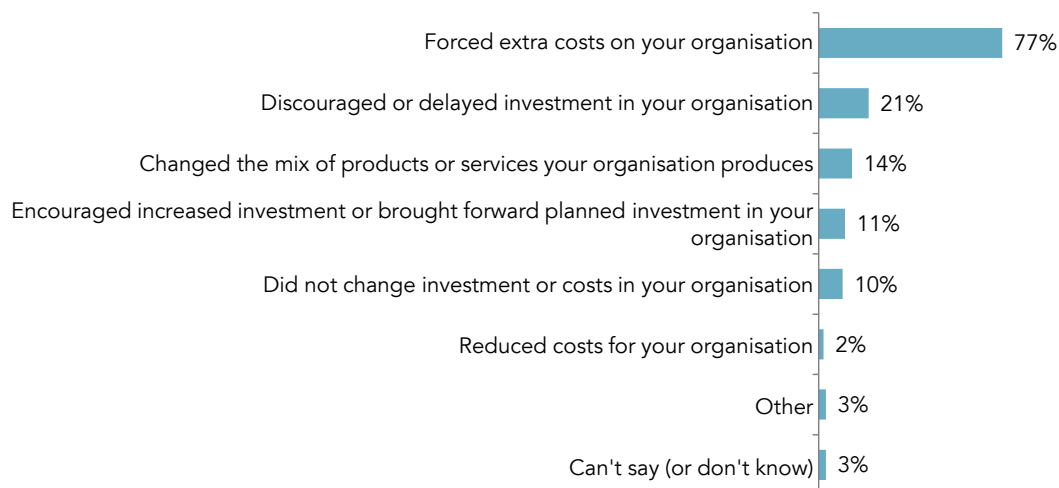 Forced extra costs on your organisation 77%
Discouraged or delayed investment in your organisation 21%
Changed the mix of products or services your organisation produces 14%
Encouraged increased investment or brought forward planned investment in your
organisation 11%
Did not change investment or costs in your organisation 10%
Reduced costs for your organisation 2%
Other 3%
Can't say (or don't know) 3%